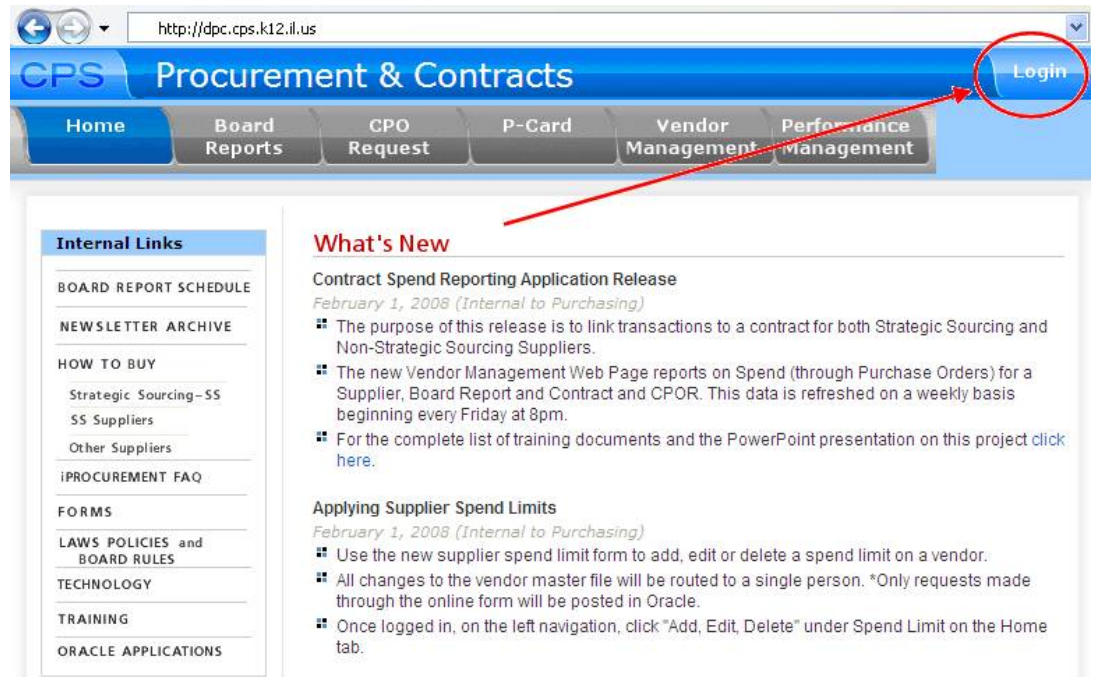 http://dpc.cps.k12.il.us
CPS Procurement & Contracts Login
Home Board Reports CPO Request P-Card Vendor Management Performance Management
Internal Links
BOARD REPORT SCHEDULE
NEWSLETTER ARCHIVE
HOW TO BUY
Strategic Sourcing-SS
SS Suppliers
Other Suppliers
iPROCUREMENT FAQ
FORMS
LAWS POLICIES and
BOARD RULES
TECHNOLOGY
TRAINING
ORACLE APPLICATIONS
What's New
Contract Spend Reporting Application Release
February 1, 2008 (Internal to Purchasing)
The purpose of this release is to link transactions to a contract for both Strategic Sourcing and
Non-Strategic Sourcing Suppliers.
The new Vendor Management Web Page reports on Spend (through Purchase Orders) for a
Supplier, Board Report and Contract and CPOR. This data is refreshed on a weekly basis
beginning every Friday at 8pm.
For the complete list of training documents and the PowerPoint presentation on this project click
here.
Applying Supplier Spend Limits
February 1, 2008 (Internal to Purchasing)
Use the new supplier spend limit form to add, edit or delete a spend limit on a vendor.
All changes to the vendor master file will be routed to a single person. *Only requests made
through the online form will be posted in Oracle.
Once logged in, on the left navigation, click "Add, Edit, Delete" under Spend Limit on the Home
tab.